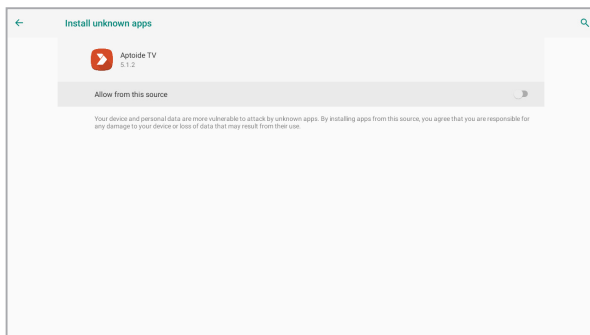 Install unknown apps
Aptoide TV
5.1.2
Allow from this source
Your device and personal data are more vulnerable to attack by unknown apps. By installing apps from this source, you agree that you are responsible for
any damage to your device or loss of data that may result from their use.